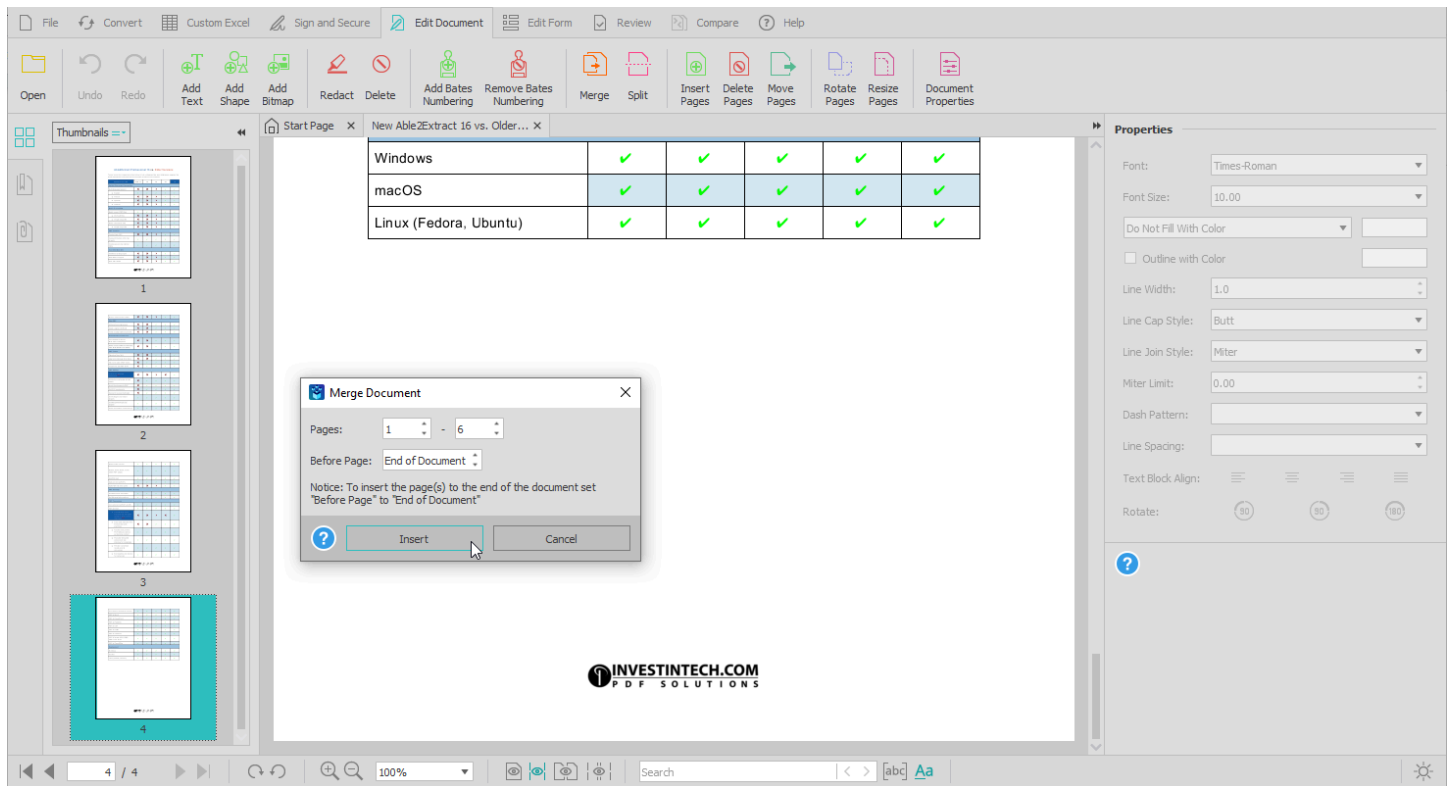 File Convert Custom Excel Sign and Secure Edit Document Edit Form Review Compare Help
Open Undo Redo Add Text Add Shape Add Bitmap Redact Delete Add Bates Numbering Remove Bates Numbering Merge Split Insert Pages Delete Pages Move Pages Rotate Pages Resize Pages Document Properties
Thumbnails
Start Page X New Able2Extract 16 vs. Older... X
1
2
3
4
Windows
macOS
Linux (Fedora, Ubuntu)
Merge Document
Pages: 1 - 6
Before Page: End of Document
Notice: To insert the page(s) to the end of the document set
"Before Page" to "End of Document"
? Insert Cancel
INVESTINTECH.COM
PDF SOLUTIONS
Properties
Font: Times-Roman
Font Size: 10.00
Do Not Fill With Color
Outline with Color
Line Width: 1.0
Line Cap Style: Butt
Line Join Style: Miter
Miter Limit: 0.00
Dash Pattern:
Line Spacing:
Text Block Align:
Rotate: 90 90 180
?
4 / 4 100% Search [abc] Aa